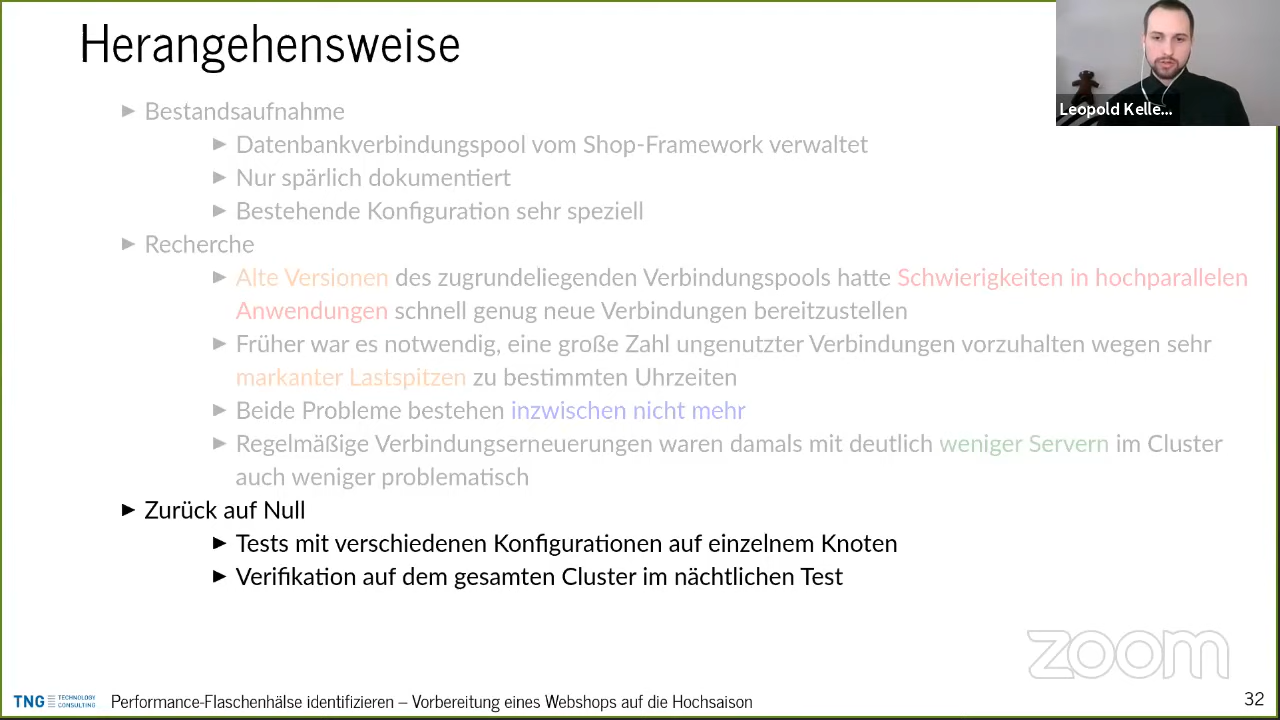 Herangehensweise
Leopold Kelle...
► Bestandsaufnahme
► Datenbankverbindungspool vom Shop-Framework verwaltet
► Nur spärlich dokumentiert
► Bestehende Konfiguration sehr speziell
► Recherche
► Alte Versionen des zugrundeliegenden Verbindungspools hatte Schwierigkeiten in hochparallelen
Anwendungen schnell genug neue Verbindungen bereitzustellen
► Früher war es notwendig, eine große Zahl ungenutzter Verbindungen vorzuhalten wegen sehr
markanter Lastspitzen zu bestimmten Uhrzeiten
► Beide Probleme bestehen inzwischen nicht mehr
► Regelmäßige Verbindungserneuerungen waren damals mit deutlich weniger Servern im Cluster
auch weniger problematisch
► Zurück auf Null
► Tests mit verschiedenen Konfigurationen auf einzelnem Knoten
► Verifikation auf dem gesamten Cluster im nächtlichen Test
zoom
TNG TECHNOLOGY CONSULTING Performance-Flaschenhälse identifizieren – Vorbereitung eines Webshops auf die Hochsaison 32